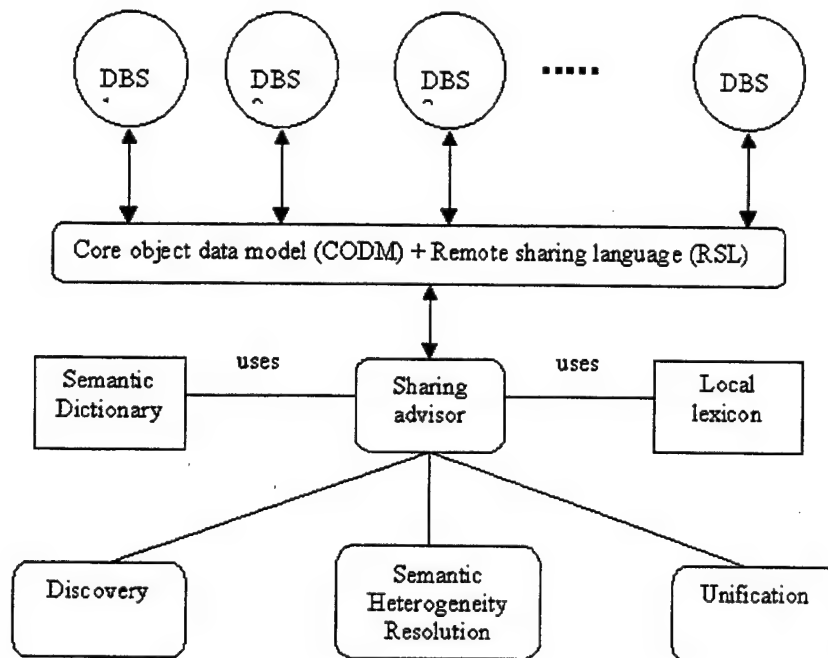 DBS
DBS
DBS
.....
DBS
Core object data model (CODM) + Remote sharing language (RSL)
uses
uses
Semantic
Dictionary
Sharing
advisor
Local
lexicon
Discovery
Semantic
Heterogeneity
Resolution
Unification